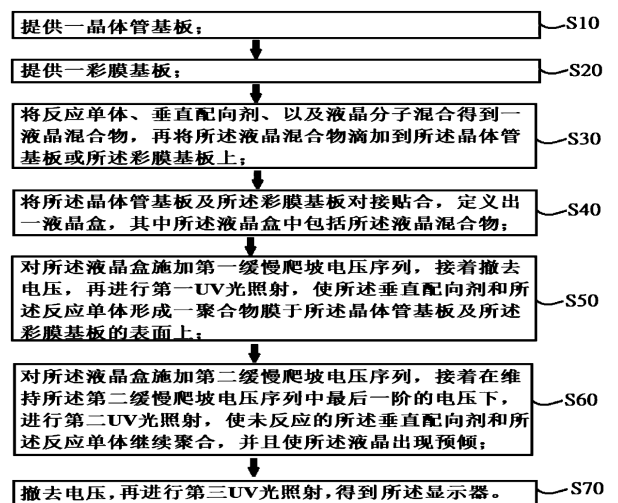 提供一晶体管基板；
S10
提供一彩膜基板；
S20
将反应单体、垂直配向剂、以及液晶分子混合得到一
液晶混合物，再将所述液晶混合物滴加到所述晶体管
基板或所述彩膜基板上；
S30
将所述晶体管基板及所述彩膜基板对接贴合，定义出
一液晶盒，其中所述液晶盒中包括所述液晶混合物；
S40
对所述液晶盒施加第一缓慢爬坡电压序列，接着撤去
电压，再进行第一UV光照射，使所述垂直配向剂和所
述反应单体形成一聚合物膜于所述晶体管基板及所述
彩膜基板的表面上；
S50
对所述液晶盒施加第二缓慢爬坡电压序列，接着在维
持所述第二缓慢爬坡电压序列中最后一阶的电压下，
进行第二UV光照射，使未反应的所述垂直配向剂和所
述反应单体继续聚合，并且使所述液晶出现预倾；
S60
撤去电压,再进行第三UV光照射,得到所述显示器。
S70